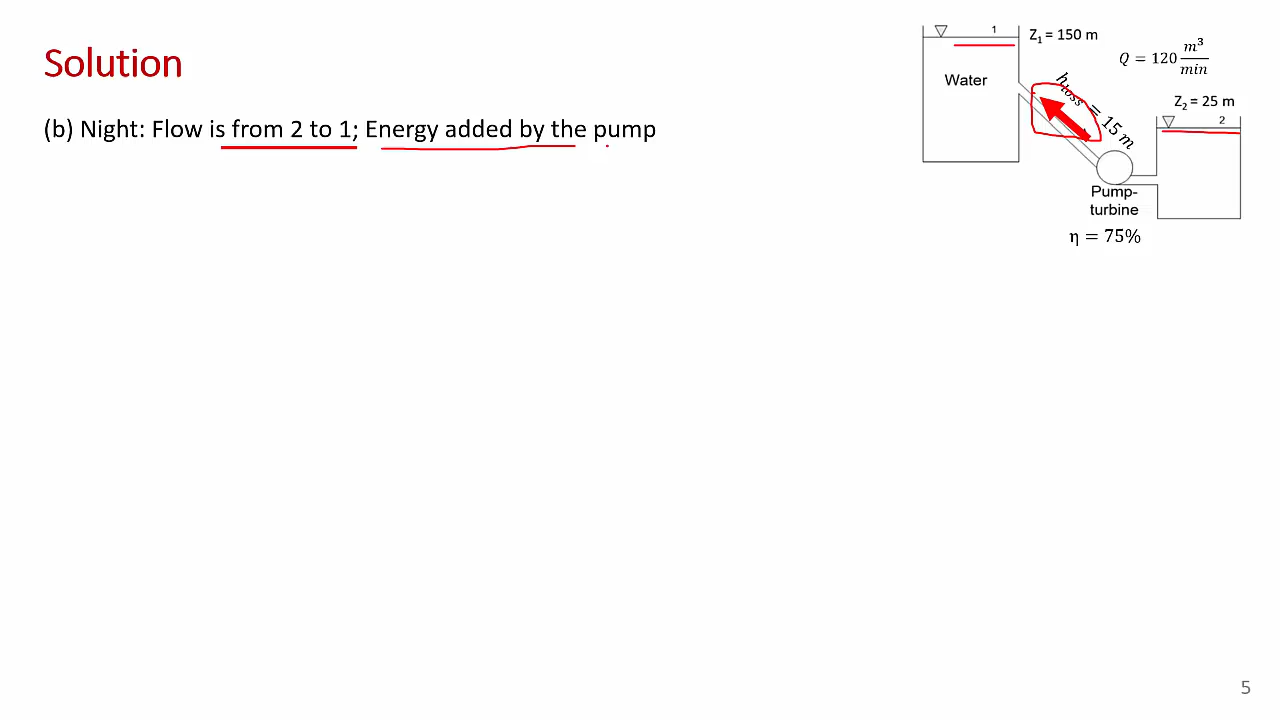 Solution
(b) Night: Flow is from 2 to 1; Energy added by the pump
1
Z₁ = 150 m
Q = 120 m³/min
Water
h_loss = 15 m
Z₂ = 25 m
2
Pump-
turbine
η = 75%
5